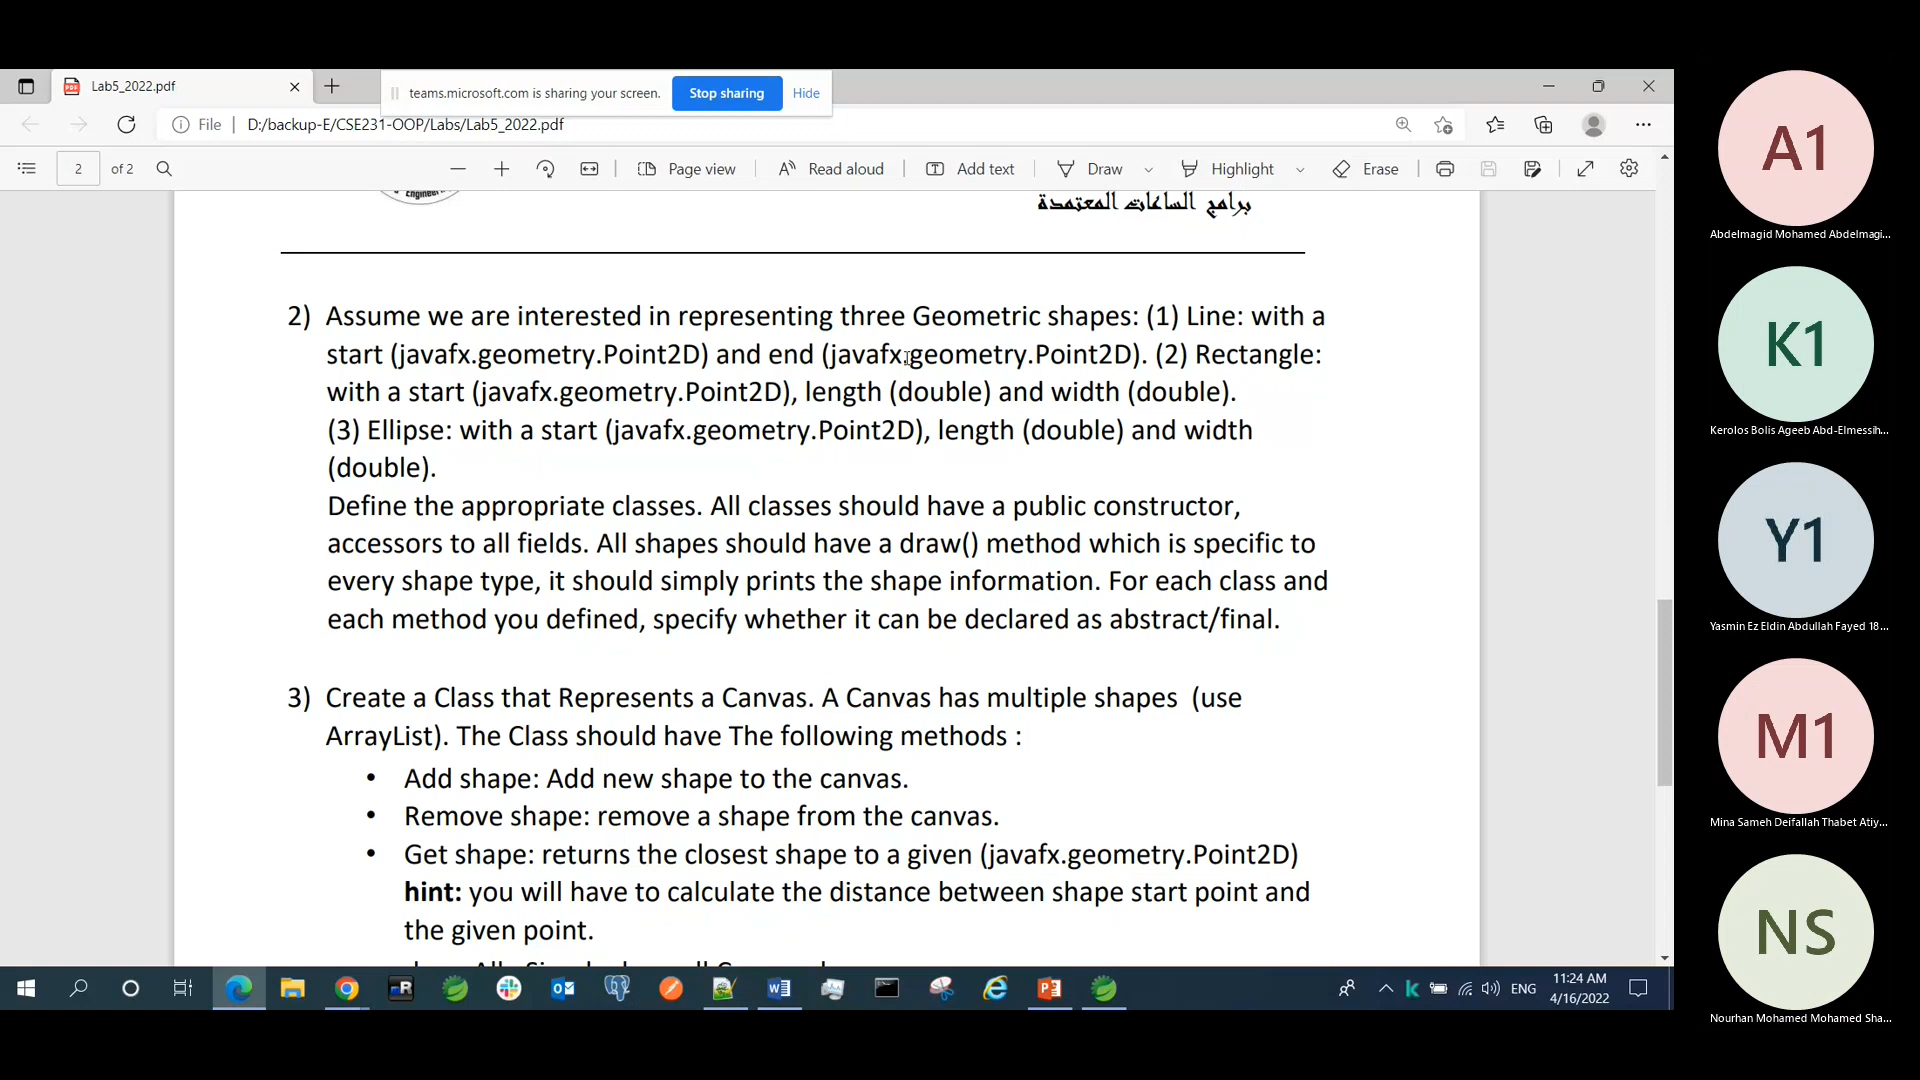 Lab5_2022.pdf
teams.microsoft.com is sharing your screen. Stop sharing Hide
File D:/backup-E/CSE231-OOP/Labs/Lab5_2022.pdf
2 of 2 Page view Read aloud Add text Draw Highlight Erase
Engineer
برامج الساعات المعتمدة
2) Assume we are interested in representing three Geometric shapes: (1) Line: with a
start (javafx.geometry.Point2D) and end (javafx.geometry.Point2D). (2) Rectangle:
with a start (javafx.geometry.Point2D), length (double) and width (double).
(3) Ellipse: with a start (javafx.geometry.Point2D), length (double) and width
(double).
Define the appropriate classes. All classes should have a public constructor,
accessors to all fields. All shapes should have a draw() method which is specific to
every shape type, it should simply prints the shape information. For each class and
each method you defined, specify whether it can be declared as abstract/final.
3) Create a Class that Represents a Canvas. A Canvas has multiple shapes (use
ArrayList). The Class should have The following methods :
• Add shape: Add new shape to the canvas.
• Remove shape: remove a shape from the canvas.
• Get shape: returns the closest shape to a given (javafx.geometry.Point2D)
hint: you will have to calculate the distance between shape start point and
the given point.
ENG
11:24 AM
4/16/2022
A1
Abdelmagid Mohamed Abdelmagi...
K1
Kerolos Bolis Ageeb Abd-Elmessih...
Y1
Yasmin Ez Eldin Abdullah Fayed 18...
M1
Mina Sameh Deifallah Thabet Atiy...
NS
Nourhan Mohamed Mohamed Sha...